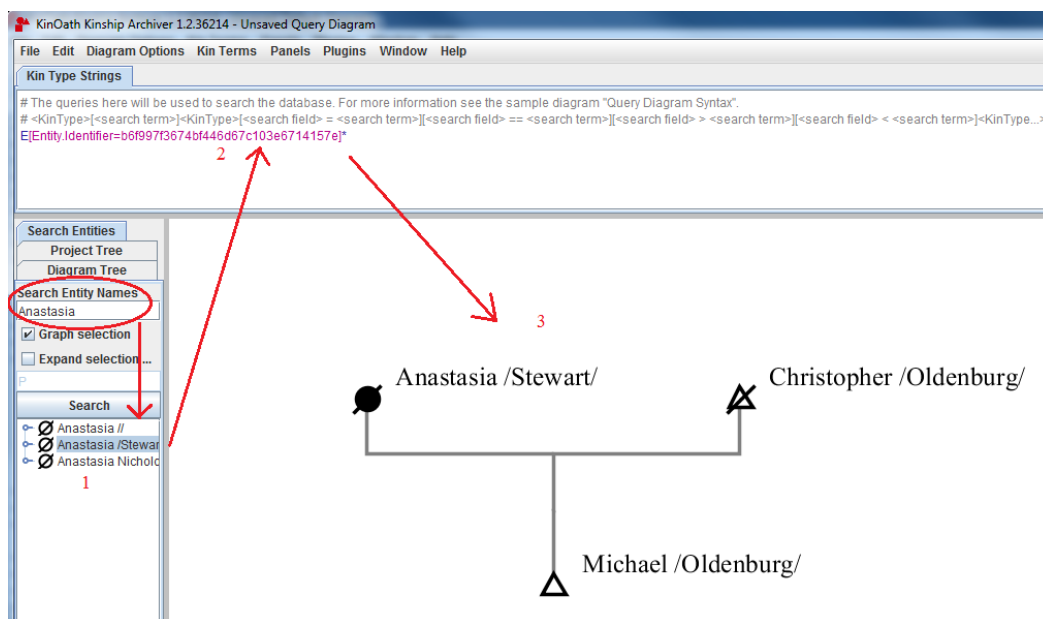 KinOath Kinship Archiver 1.2.36214 - Unsaved Query Diagram
File Edit Diagram Options Kin Terms Panels Plugins Window Help
Kin Type Strings
# The queries here will be used to search the database. For more information see the sample diagram "Query Diagram Syntax".
# <KinType>[<search term>]<KinType>[<search field> = <search term>][<search field> == <search term>][<search field> > <search term>][<search field> < <search term>]<KinType...>
E[Entity.Identifier=b6f997f3674bf446d67c103e6714157e]*
2
Search Entities
Project Tree
Diagram Tree
Search Entity Names
Anastasia
Graph selection
3
Expand selection ...
P
Anastasia /Stewart/
Christopher /Oldenburg/
Search
Anastasia //
Anastasia /Stewar
Anastasia Nicholo
1
Michael /Oldenburg/